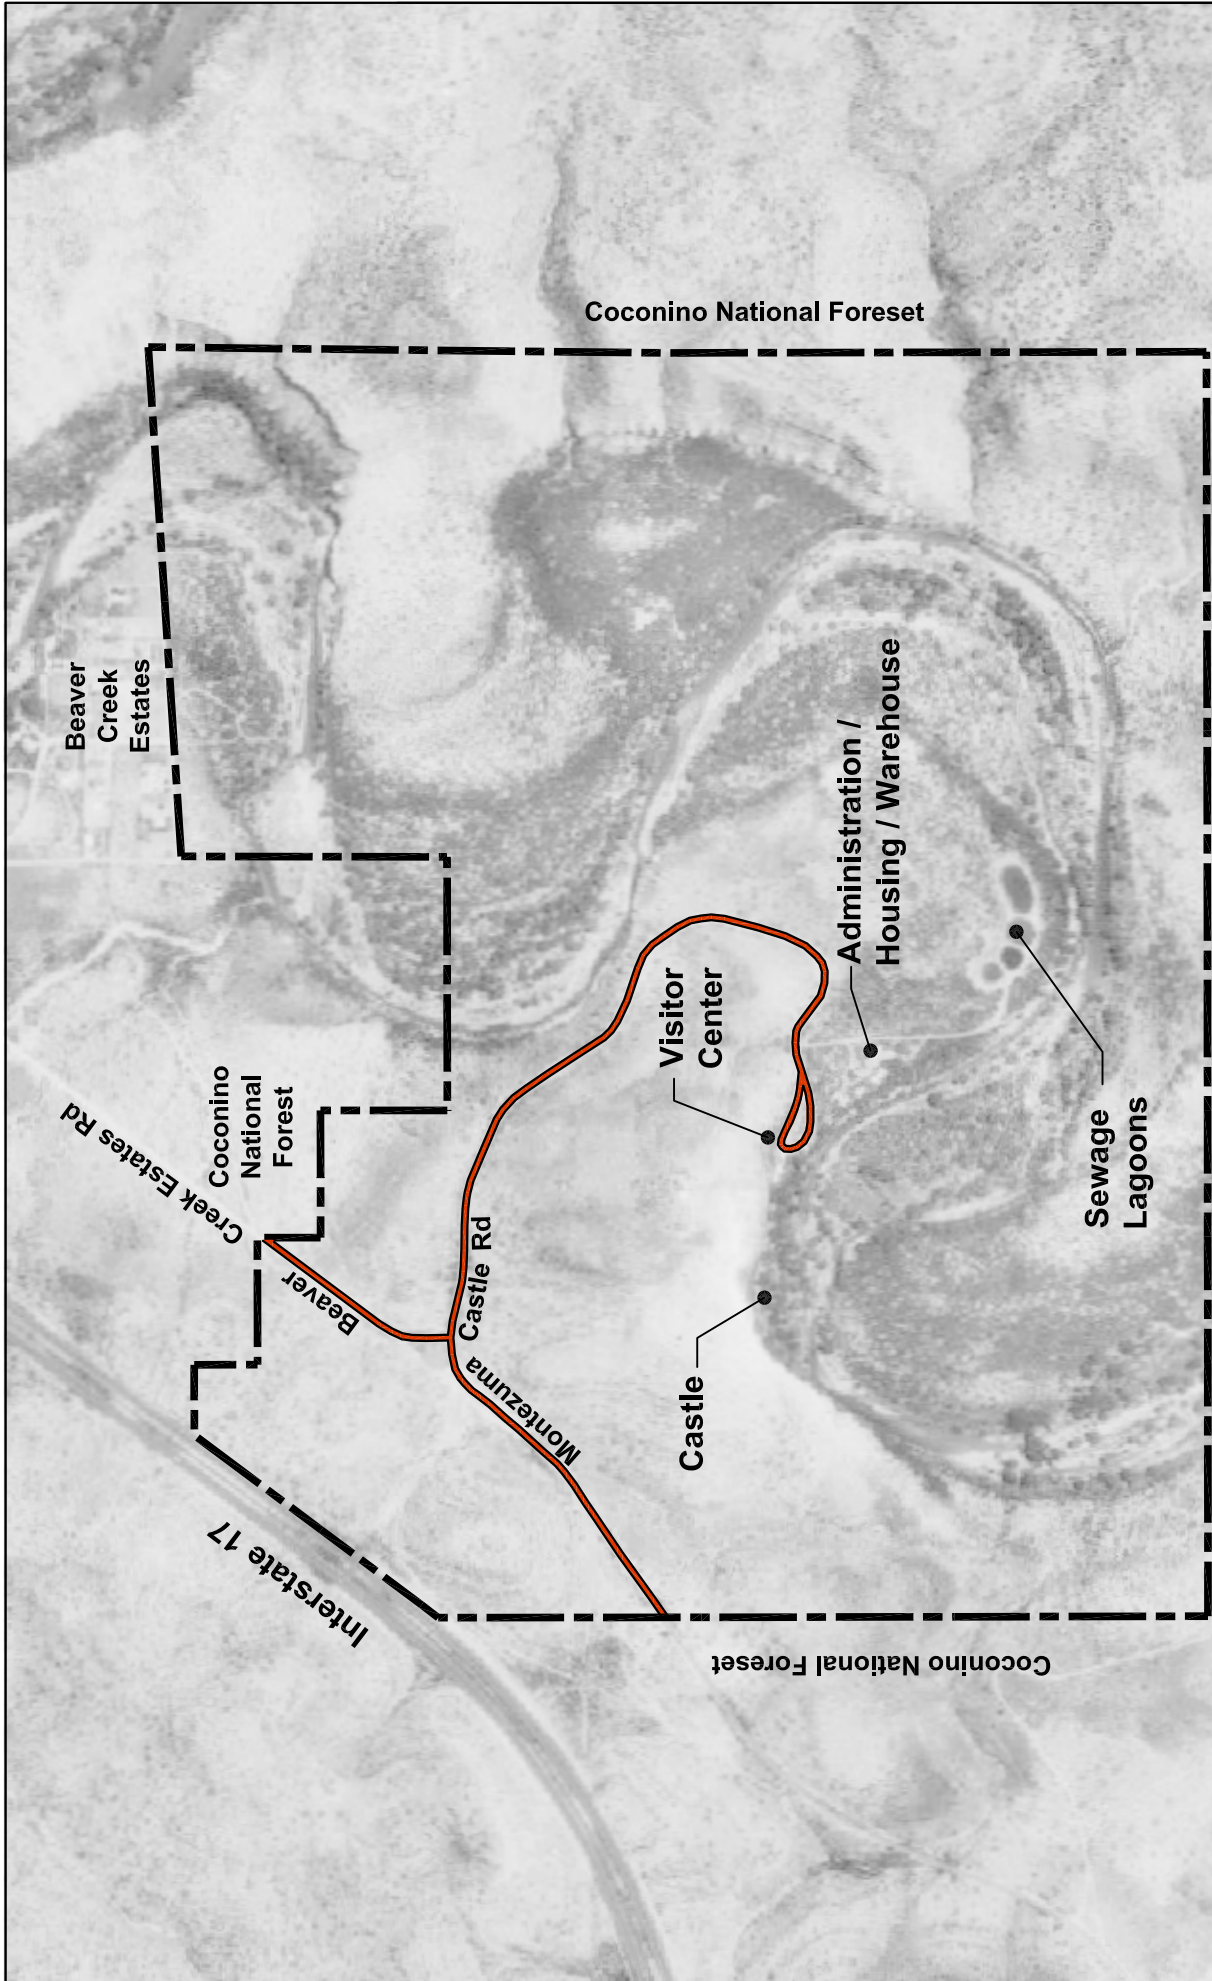 Coconino National Foreset
Beaver
Creek
Estates
Administration /
Housing / Warehouse
Visitor
Center
Coconino
National
Forest
Beaver Creek Estates Rd
Montezuma Castle Rd
Sewage
Lagoons
Castle
Interstate 17
Coconino National Foreset